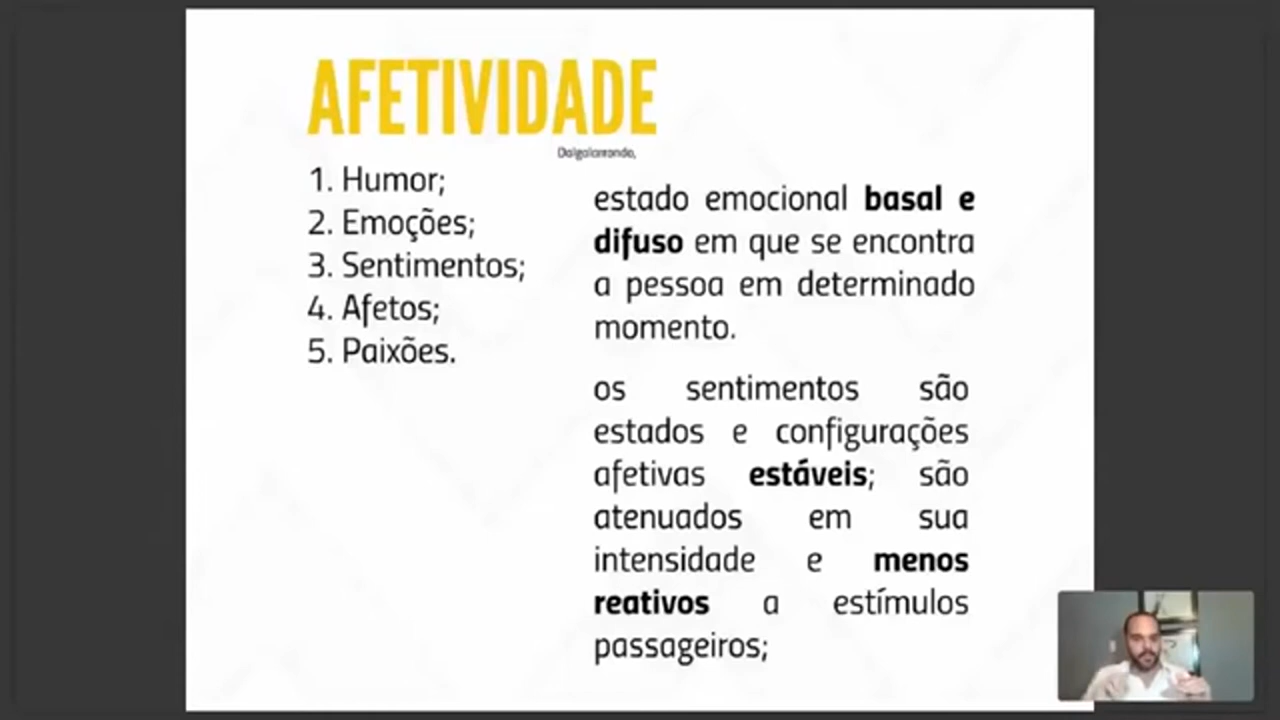 AFETIVIDADE
1. Humor;
2. Emoções;
3. Sentimentos;
4. Afetos;
5. Paixões.
estado emocional basal e
difuso em que se encontra
a pessoa em determinado
momento.
os sentimentos são
estados e configurações
afetivas estáveis; são
atenuados em sua
intensidade e menos
reativos a estímulos
passageiros;